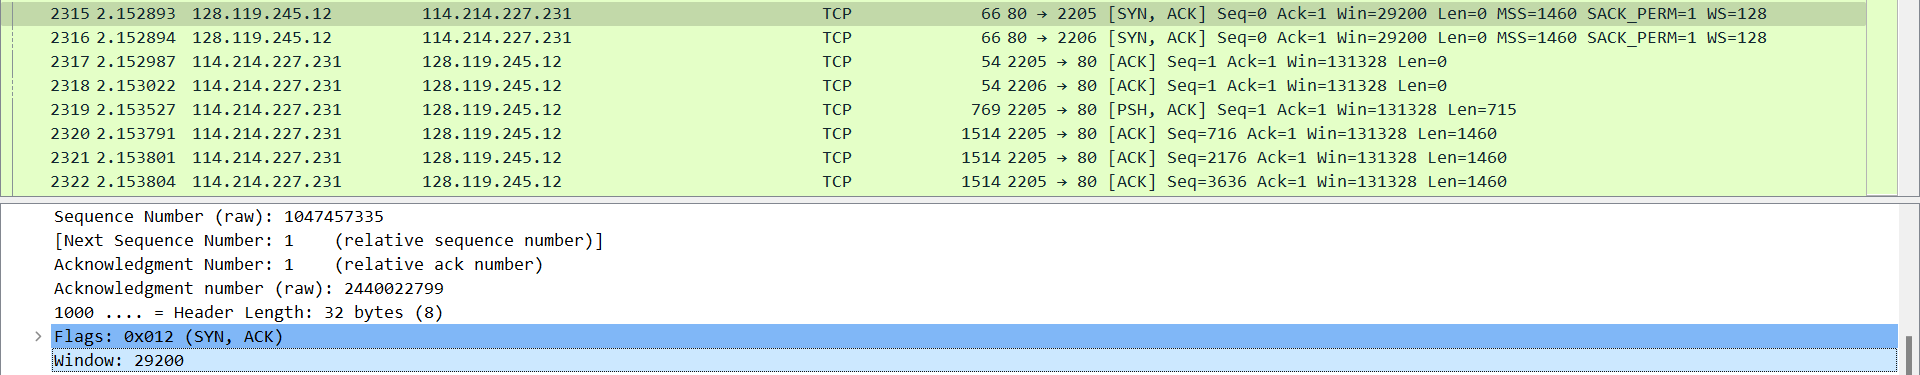 2315 2.152893 128.119.245.12 114.214.227.231 TCP 66 80 → 2205 [SYN, ACK] Seq=0 Ack=1 Win=29200 Len=0 MSS=1460 SACK_PERM=1 WS=128
2316 2.152894 128.119.245.12 114.214.227.231 TCP 66 80 → 2206 [SYN, ACK] Seq=0 Ack=1 Win=29200 Len=0 MSS=1460 SACK_PERM=1 WS=128
2317 2.152987 114.214.227.231 128.119.245.12 TCP 54 2205 → 80 [ACK] Seq=1 Ack=1 Win=131328 Len=0
2318 2.153022 114.214.227.231 128.119.245.12 TCP 54 2206 → 80 [ACK] Seq=1 Ack=1 Win=131328 Len=0
2319 2.153527 114.214.227.231 128.119.245.12 TCP 769 2205 → 80 [PSH, ACK] Seq=1 Ack=1 Win=131328 Len=715
2320 2.153791 114.214.227.231 128.119.245.12 TCP 1514 2205 → 80 [ACK] Seq=716 Ack=1 Win=131328 Len=1460
2321 2.153801 114.214.227.231 128.119.245.12 TCP 1514 2205 → 80 [ACK] Seq=2176 Ack=1 Win=131328 Len=1460
2322 2.153804 114.214.227.231 128.119.245.12 TCP 1514 2205 → 80 [ACK] Seq=3636 Ack=1 Win=131328 Len=1460
Sequence Number (raw): 1047457335
[Next Sequence Number: 1 (relative sequence number)]
Acknowledgment Number: 1 (relative ack number)
Acknowledgment number (raw): 2440022799
1000 .... = Header Length: 32 bytes (8)
Flags: 0x012 (SYN, ACK)
Window: 29200